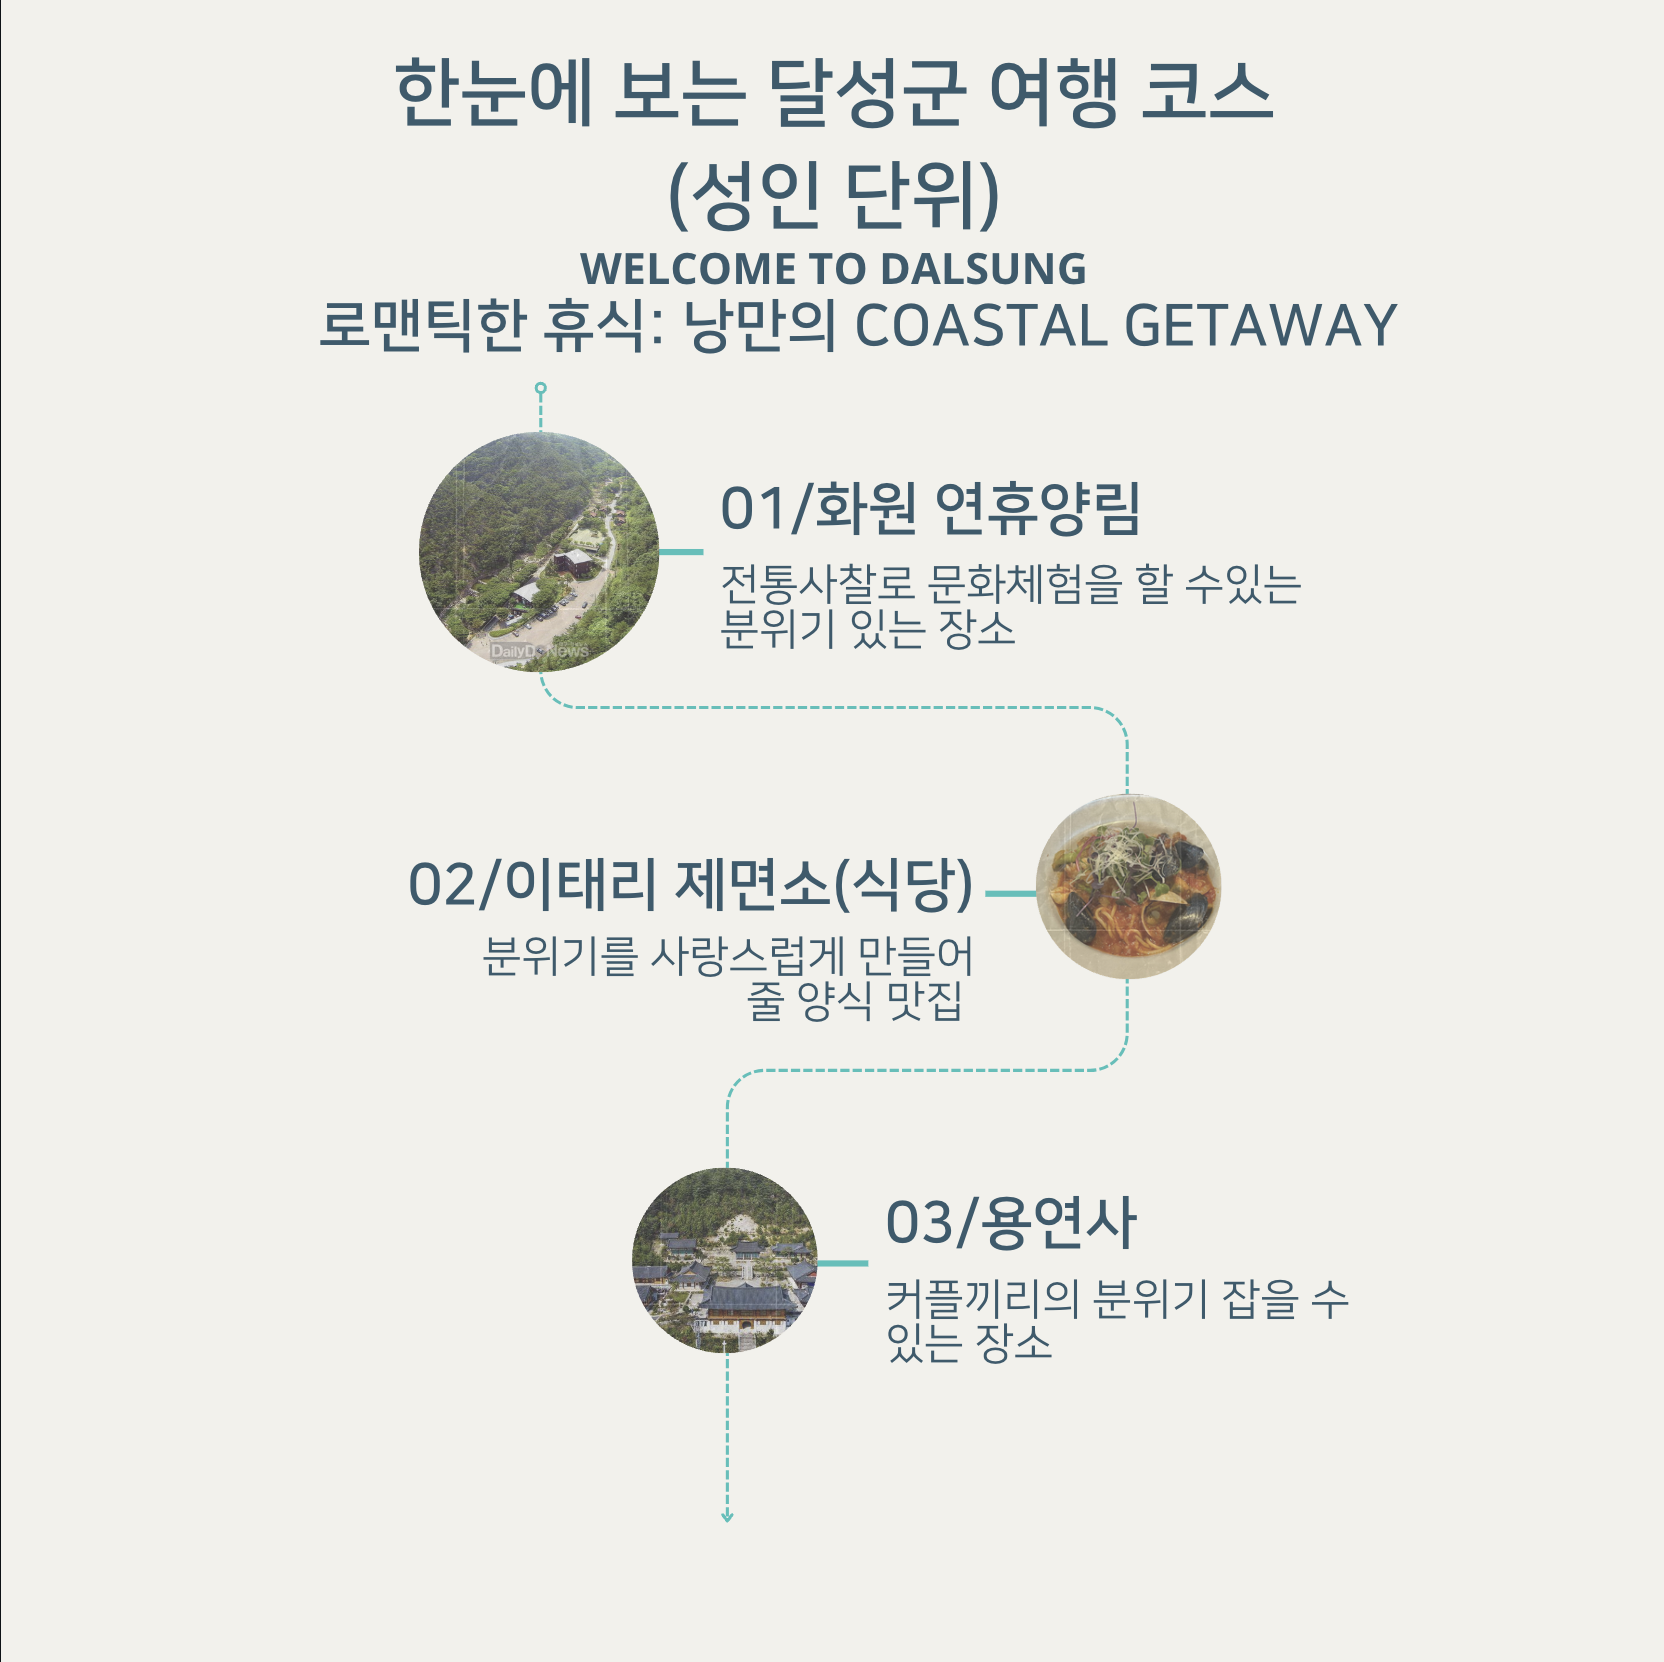 한눈에 보는 달성군 여행 코스
(성인 단위)
WELCOME TO DALSUNG
로맨틱한 휴식: 낭만의 COASTAL GETAWAY
01/화원 연휴양림
전통사찰로 문화체험을 할 수있는
분위기 있는 장소
DailyDgNews
02/이태리 제면소(식당)
분위기를 사랑스럽게 만들어
줄 양식 맛집
03/용연사
커플끼리의 분위기 잡을 수
있는 장소